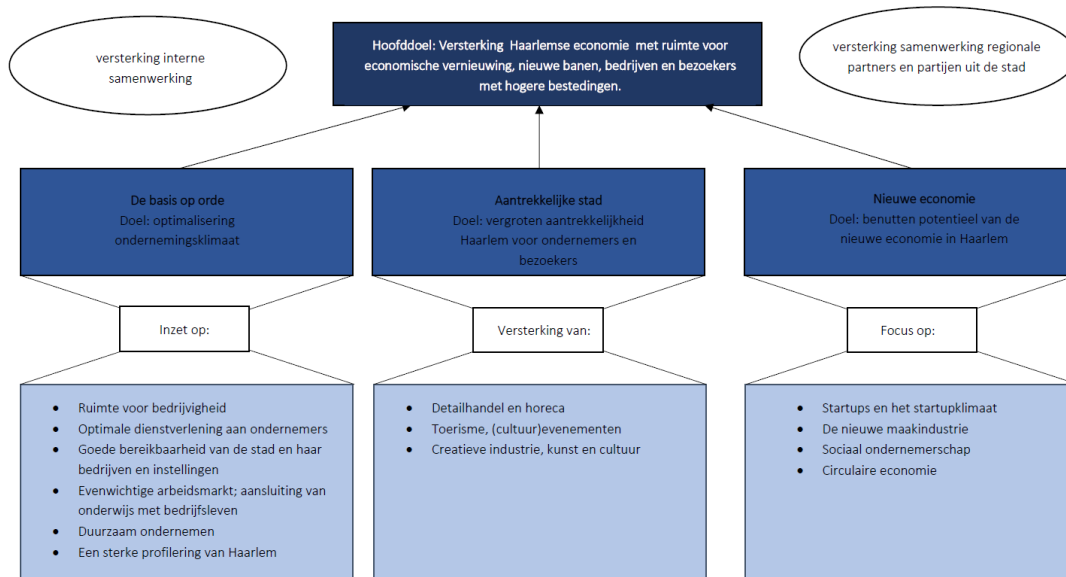 versterking interne
samenwerking
Hoofddoel: Versterking Haarlemse economie met ruimte voor
economische vernieuwing, nieuwe banen, bedrijven en bezoekers
met hogere bestedingen.
versterking samenwerking regionale
partners en partijen uit de stad
De basis op orde
Doel: optimalisering
ondernemingsklimaat
Aantrekkelijke stad
Doel: vergroten aantrekkelijkheid
Haarlem voor ondernemers en
bezoekers
Nieuwe economie
Doel: benutten potentieel van de
nieuwe economie in Haarlem
Inzet op:
Versterking van:
Focus op:
• Ruimte voor bedrijvigheid
• Optimale dienstverlening aan ondernemers
• Goede bereikbaarheid van de stad en haar
bedrijven en instellingen
• Evenwichtige arbeidsmarkt; aansluiting van
onderwijs met bedrijfsleven
• Duurzaam ondernemen
• Een sterke profilering van Haarlem
• Detailhandel en horeca
• Toerisme, (cultuur)evenementen
• Creatieve industrie, kunst en cultuur
• Startups en het startupklimaat
• De nieuwe maakindustrie
• Sociaal ondernemerschap
• Circulaire economie